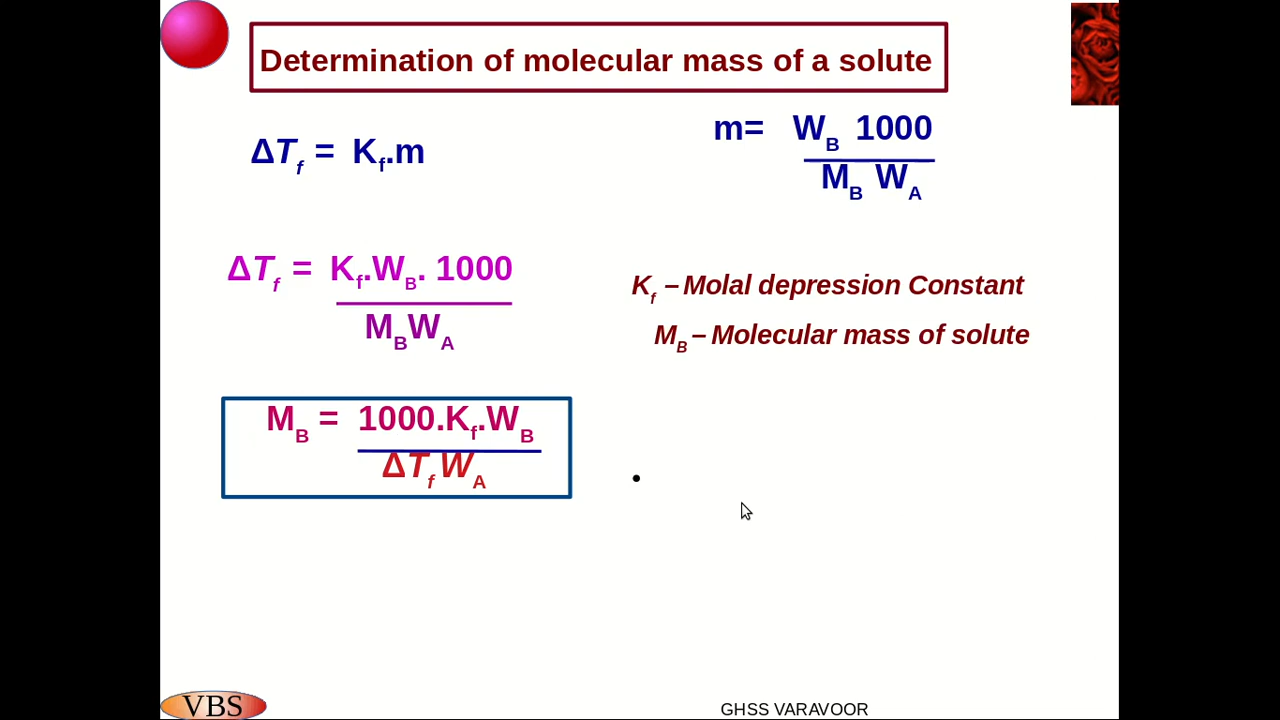 Determination of molecular mass of a solute
ΔTf = Kf.m
m= WB 1000
MB WA
ΔTf = Kf.WB. 1000
MBWA
Kf – Molal depression Constant
MB – Molecular mass of solute
MB = 1000.Kf.WB
ΔTf WA
•
VBS
GHSS VARAVOOR